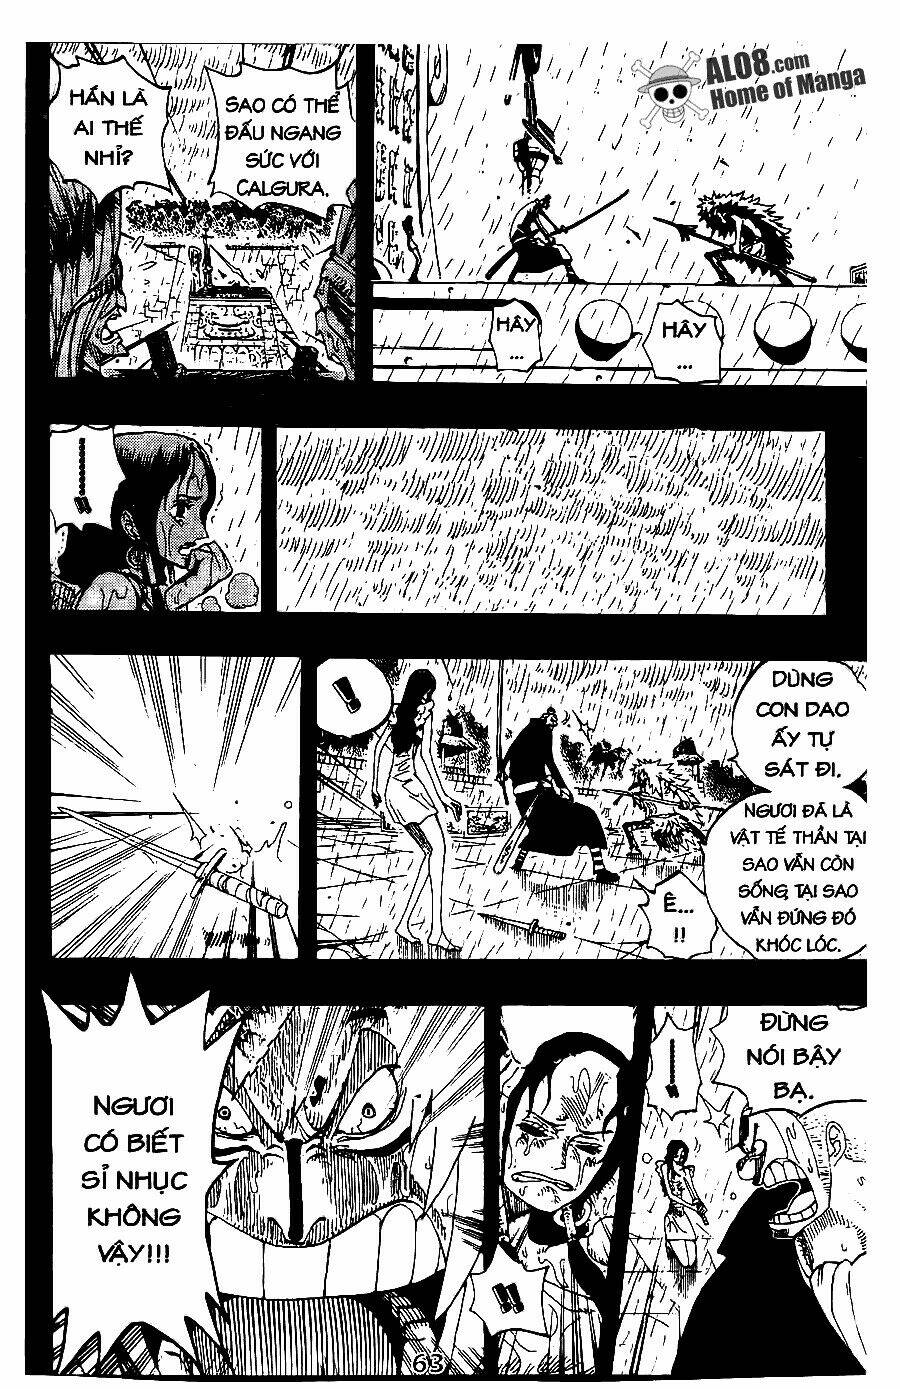 AL08.com
Home of Manga
HẮN LÀ
AI THẾ
NHỈ?
SAO CÓ THỂ
ĐẤU NGANG
SỨC VỚI
CALGURA.
HÂY
...
HÂY
...
!!
!!
DÙNG
CON DAO
ẤY TỰ
SÁT ĐI.
NGƯƠI ĐÃ LÀ
VẬT TẾ THẦN TẠI
SAO VẪN CÒN
SỐNG, TẠI SAO
VẪN ĐỨNG ĐÓ
KHÓC LÓC.
Ê...
!!
NGƯƠI
CÓ BIẾT
SỈ NHỤC
KHÔNG
VẬY!!!
!!
!!
ĐỪNG
NÓI BẬY
BẠ.
63